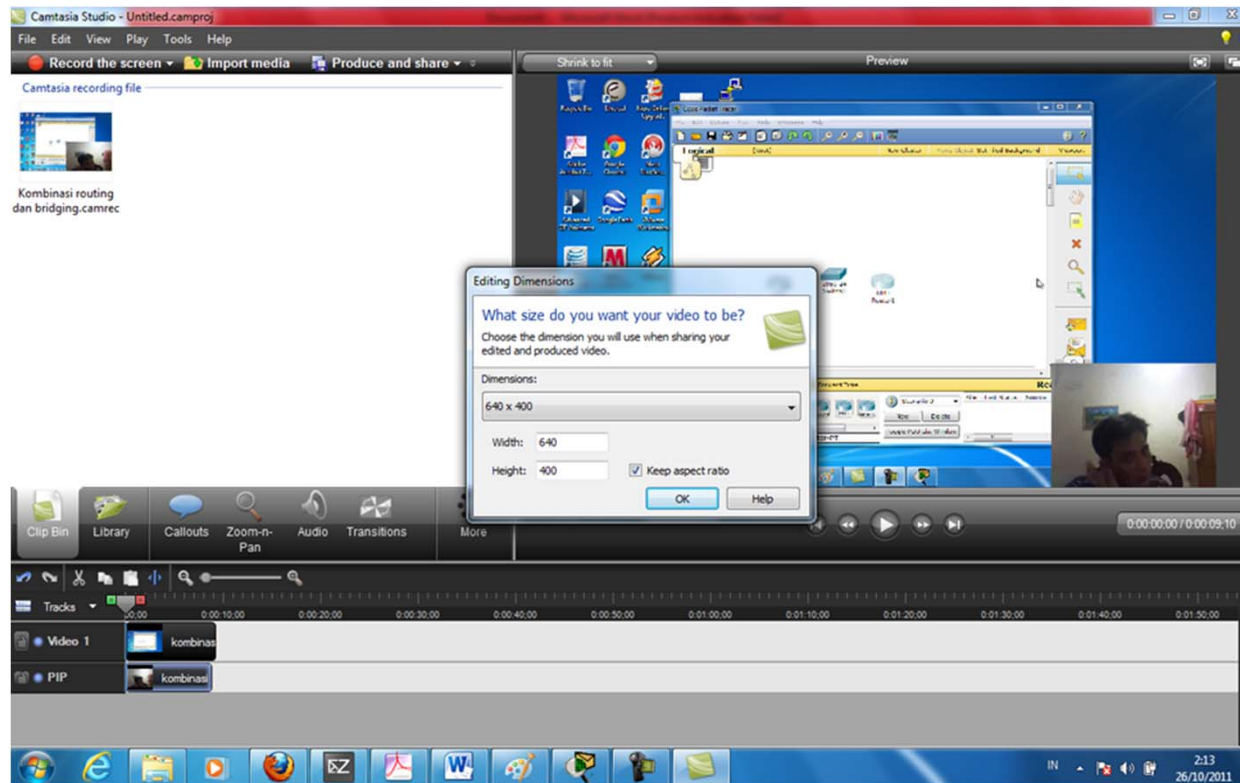 Camtasia Studio - Untitled.camproj
File Edit View Play Tools Help
Record the screen Import media Produce and share
Shrink to fit
Preview
Camtasia recording file
Kombinasi routing
dan bridging.camrec
Logical
Editing Dimensions
What size do you want your video to be?
Choose the dimension you will use when sharing your
edited and produced video.
Dimensions:
640 x 400
Width: 640
Height: 400
Keep aspect ratio
OK Help
Clip Bin Library Callouts Zoom-n-
Pan
Audio Transitions More
0:00:00;00 / 0:00:09;10
Tracks
0:00:10;00 0:00:20;00 0:00:30;00 0:00:40;00 0:00:50;00 0:01:00;00 0:01:10;00 0:01:20;00 0:01:30;00 0:01:40;00 0:01:50;00
Video 1 kombinas
PIP kombinasi
IN 2:13
26/10/2011